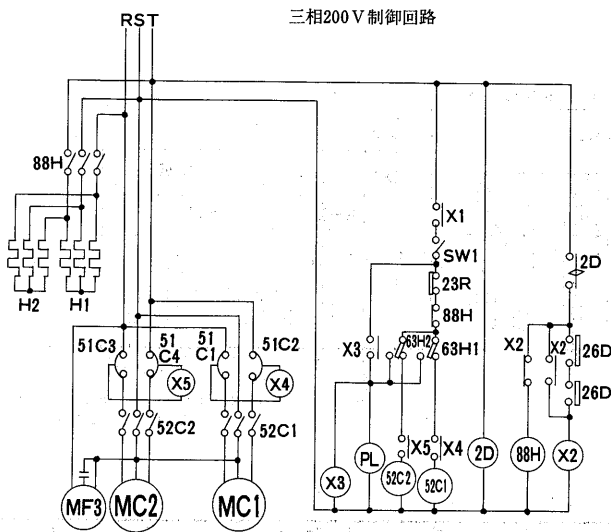 三相200V制御回路
RST
88H
X1
SW1
23R
88H
2D
H2 H1
51C3
51
C4
51
C1
51C2
X5
X4
X3
63H2
63H1
X2
X2
26D
26D
52C2
52C1
X5
X4
MF3
MC2
MC1
X3
PL
52C2
52C1
2D
88H
X2